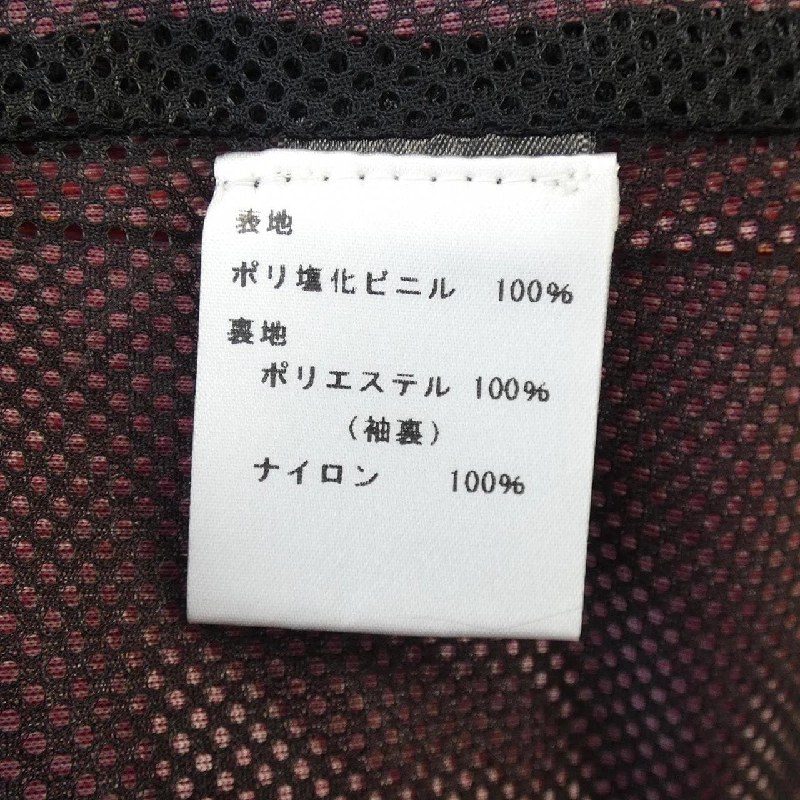 表地
ポリ塩化ビニル 100%
裏地
ポリエステル 100%
(袖裏)
ナイロン 100%